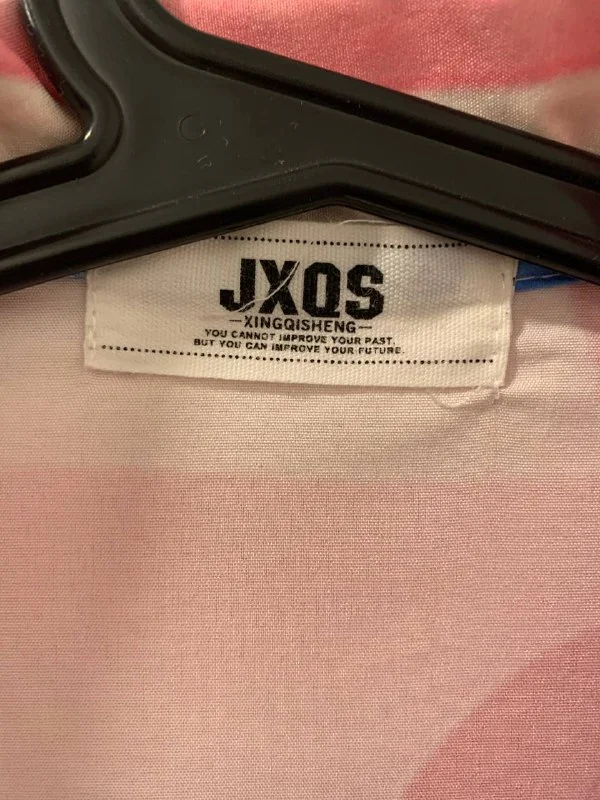 JXQS
—XINGQISHENG—
YOU CANNOT IMPROVE YOUR PAST,
BUT YOU CAN IMPROVE YOUR FUTURE.